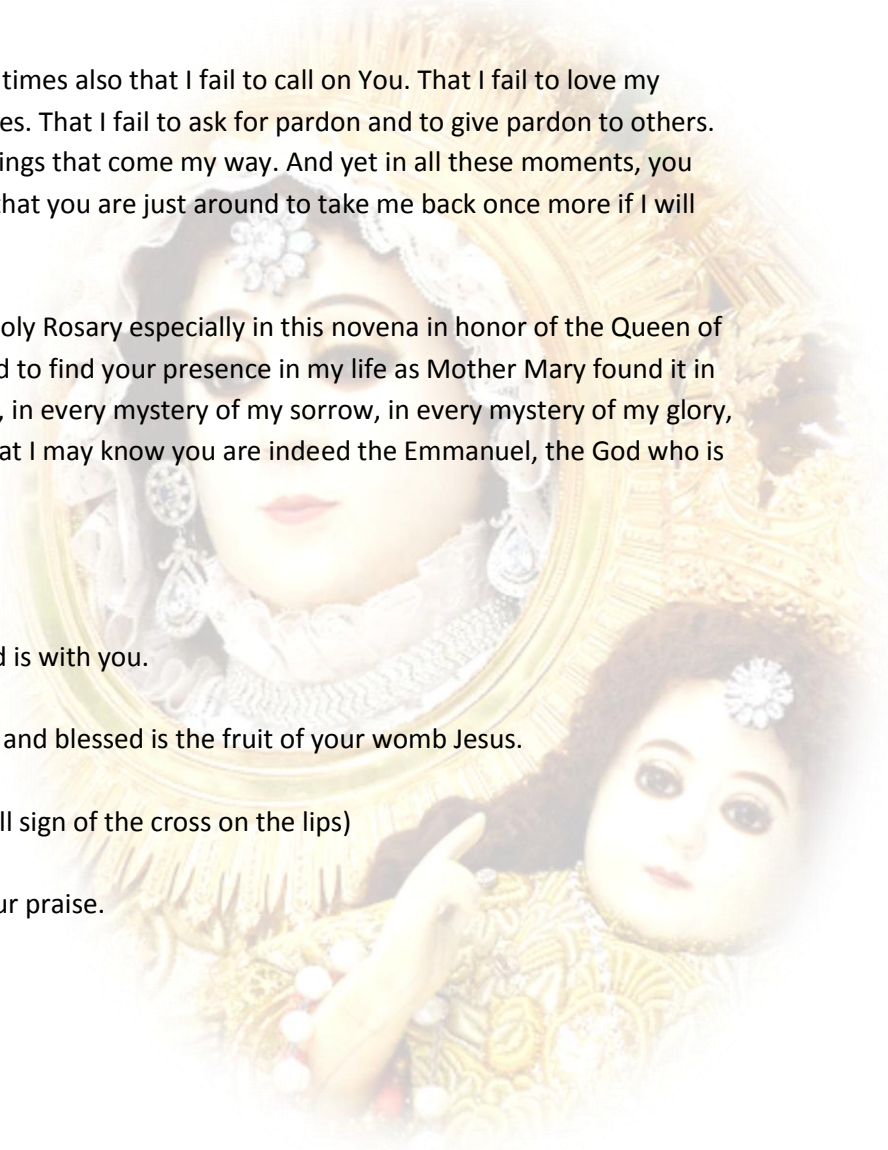 times also that I fail to call on You. That I fail to love my
es. That I fail to ask for pardon and to give pardon to others.
ings that come my way. And yet in all these moments, you
that you are just around to take me back once more if I will
oly Rosary especially in this novena in honor of the Queen of
d to find your presence in my life as Mother Mary found it in
, in every mystery of my sorrow, in every mystery of my glory,
at I may know you are indeed the Emmanuel, the God who is
d is with you.
and blessed is the fruit of your womb Jesus.
ll sign of the cross on the lips)
ur praise.